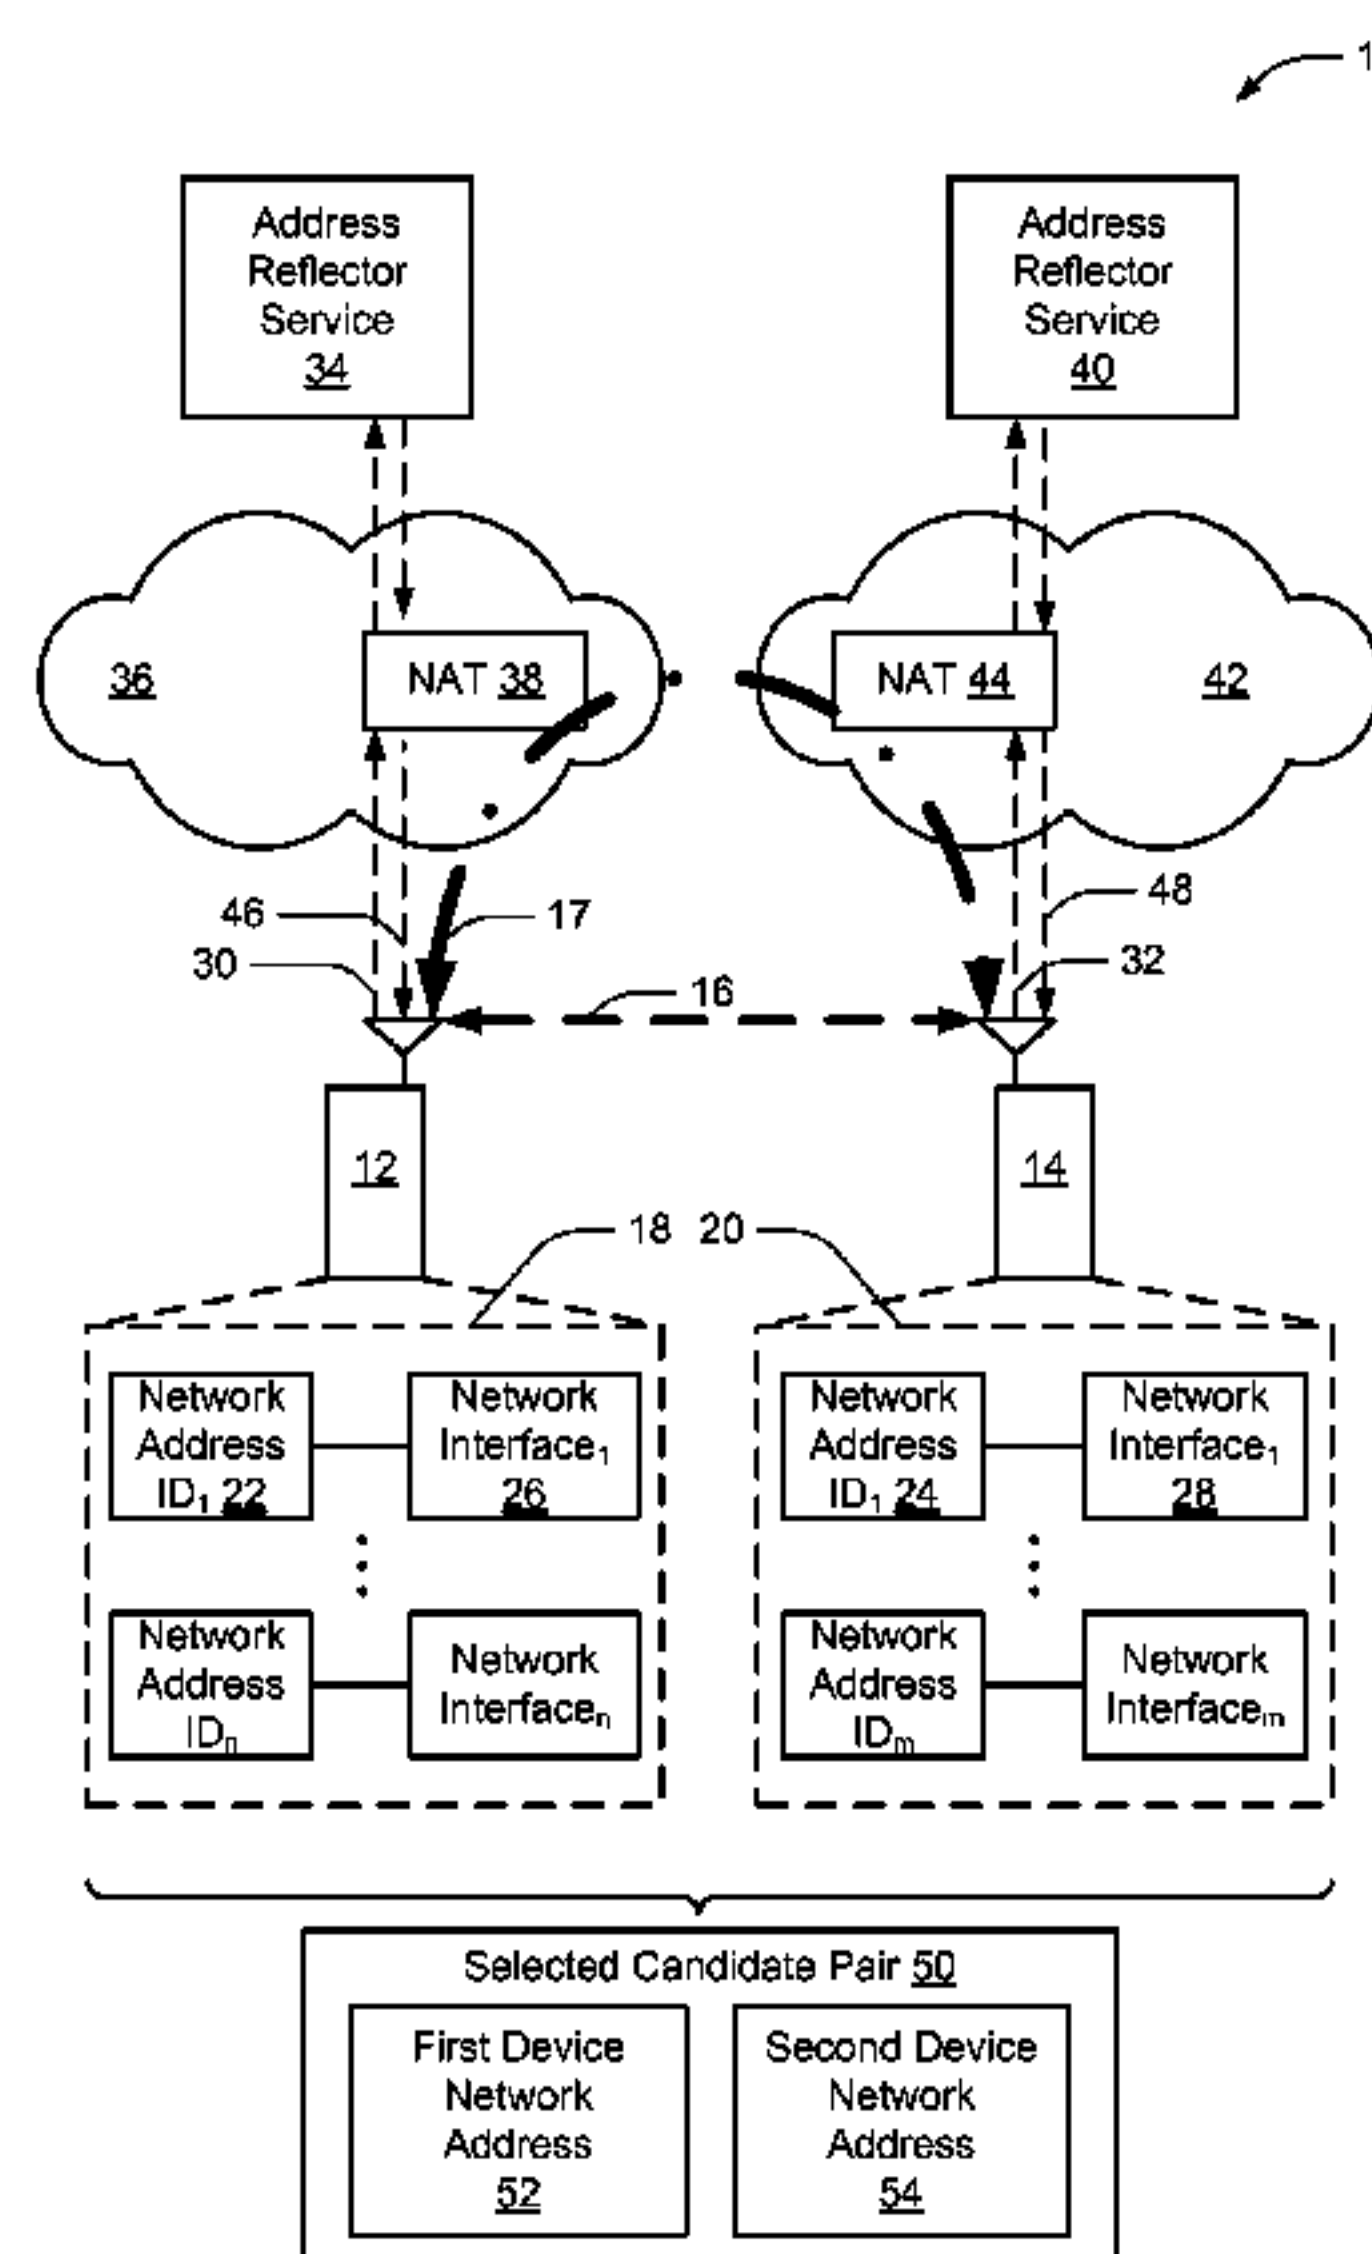 1
Address
Reflector
Service
34
Address
Reflector
Service
40
36
NAT 38
NAT 44
42
46
17
48
30
16
32
12
14
18
20
Network
Address
ID1 22
Network
Interface1
26
Network
Address
ID1 24
Network
Interface1
28
Network
Address
IDn
Network
Interfacen
Network
Address
IDm
Network
Interfacem
Selected Candidate Pair 50
First Device
Network
Address
52
Second Device
Network
Address
54